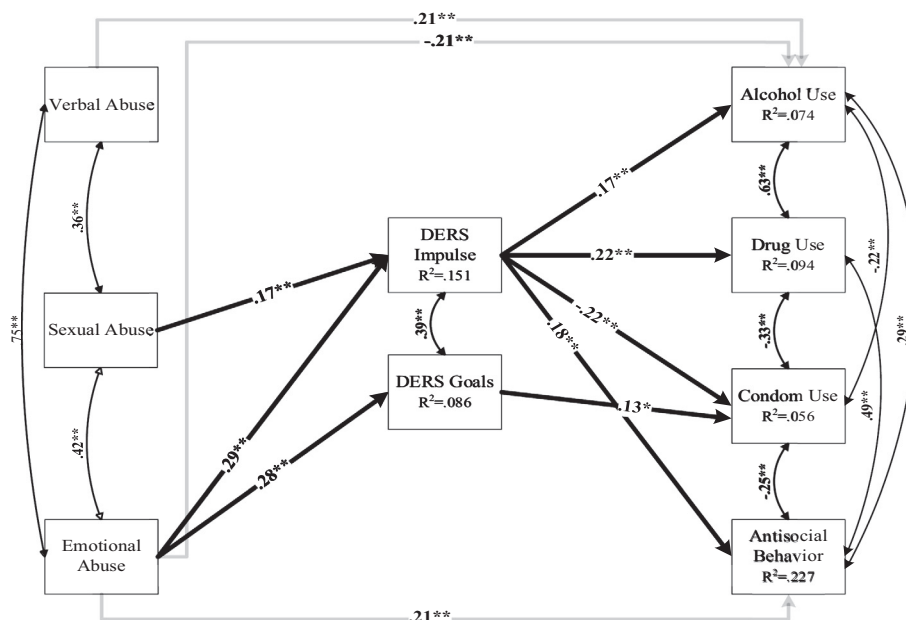 .21**
-.21**
Verbal Abuse
Alcohol Use
R²=.074
.36**
.17**
.63**
DERS
Impulse
R²=.151
Drug Use
R²=.094
.22**
-.22**
.75**
Sexual Abuse
.17**
.39**
-.22**
.18**
-.33**
.29**
DERS Goals
R²=.086
Condom Use
R²=.056
.13*
.49**
.42**
.29**
.28**
-.25**
Emotional
Abuse
Antisocial
Behavior
R²=.227
.21**